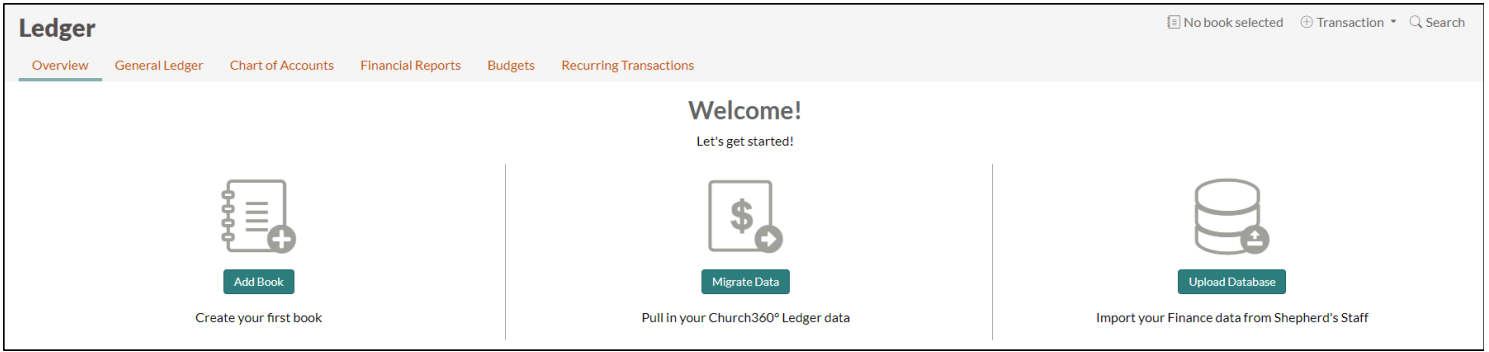 Ledger
No book selected Transaction Search
Overview General Ledger Chart of Accounts Financial Reports Budgets Recurring Transactions
Welcome!
Let's get started!
$
Add Book Migrate Data Upload Database
Create your first book Pull in your Church360° Ledger data Import your Finance data from Shepherd's Staff